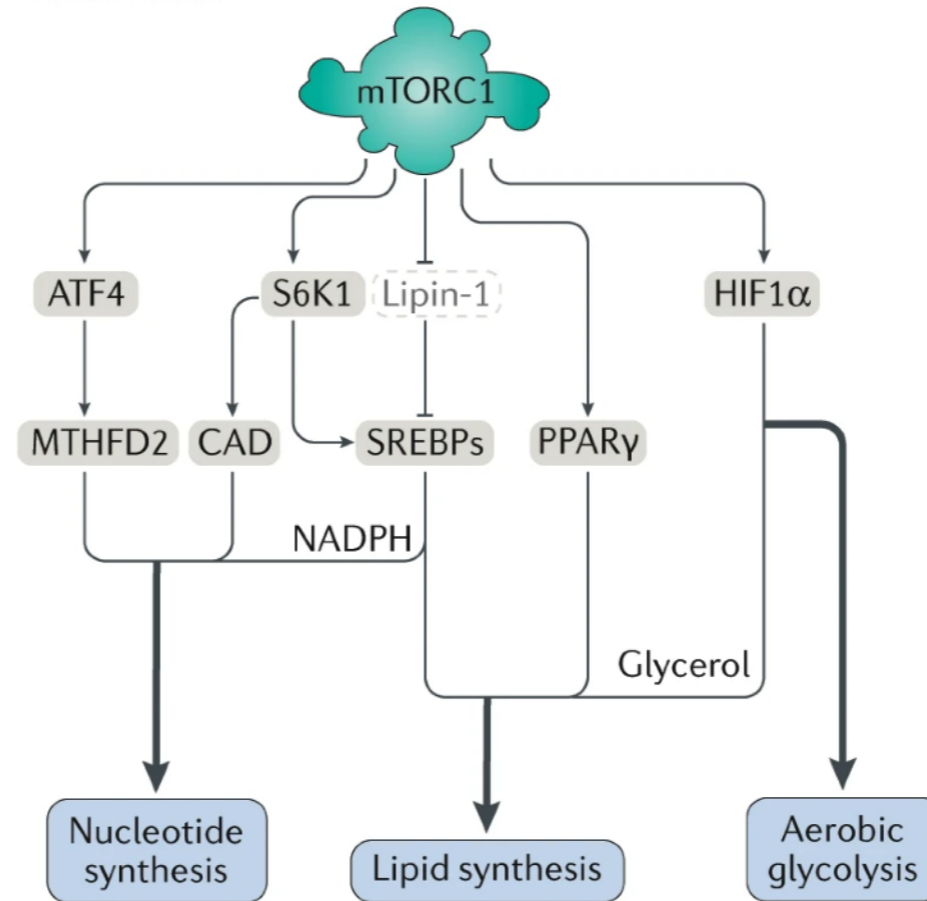 mTORC1
ATF4
S6K1
Lipin-1
HIF1α
MTHFD2
CAD
SREBPs
PPARγ
NADPH
Glycerol
Nucleotide
synthesis
Lipid synthesis
Aerobic
glycolysis